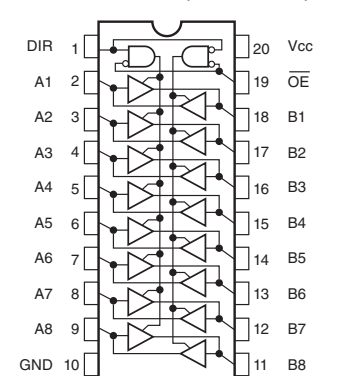 DIR 1 20 Vcc
A1 2 19 OE
A2 3 18 B1
A3 4 17 B2
A4 5 16 B3
A5 6 15 B4
A6 7 14 B5
A7 8 13 B6
A8 9 12 B7
GND 10 11 B8